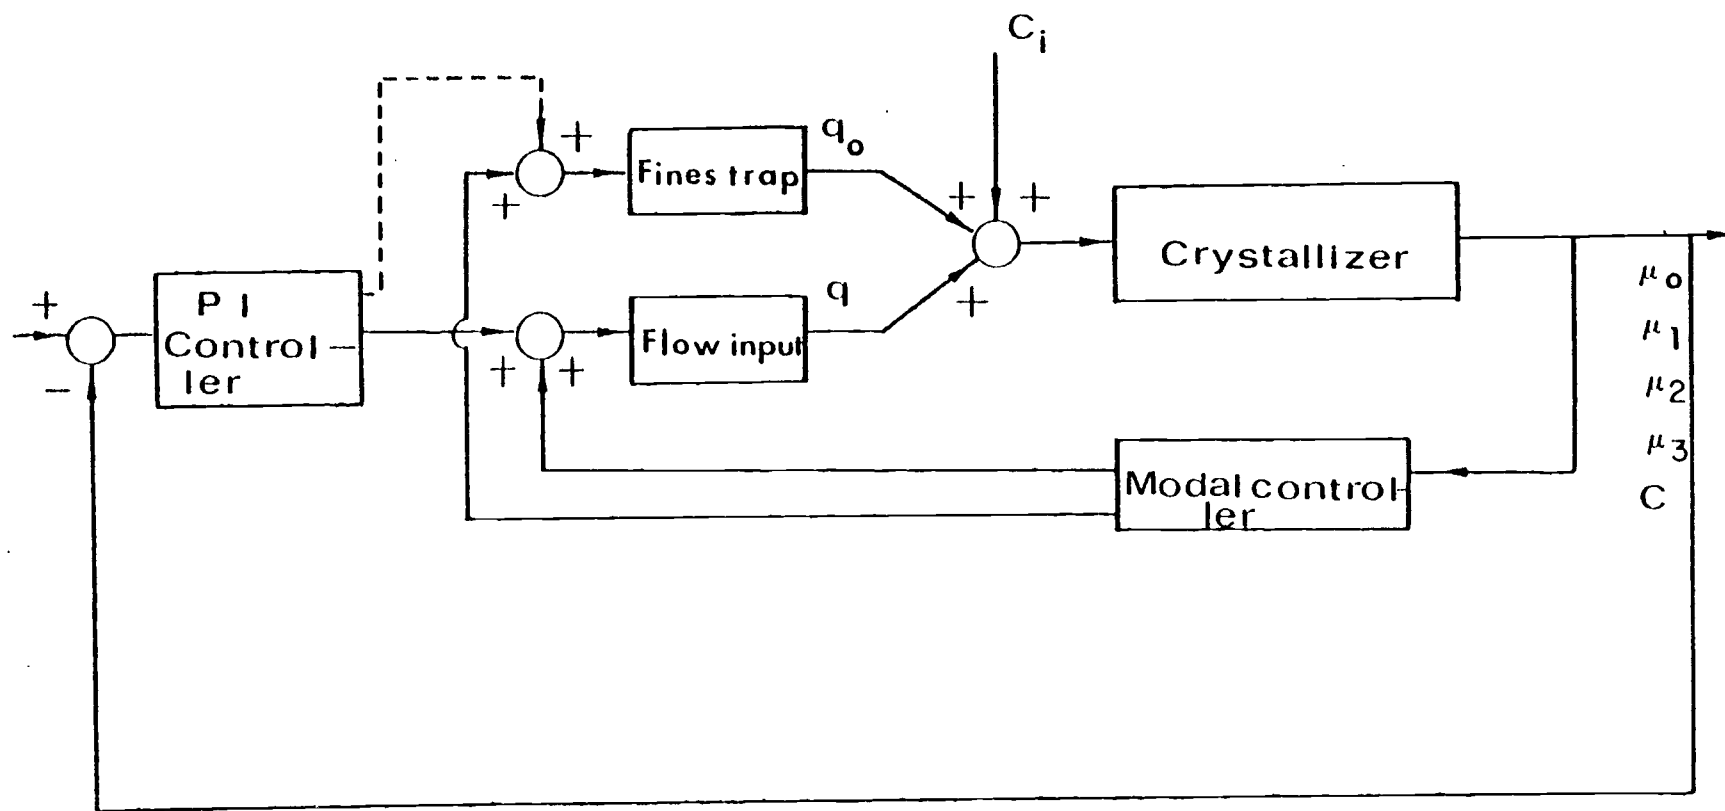 C_i
+
q_o
Fines trap
+
+
+
+
Crystallizer
μ_o
+
P I
Control-
ler
q
+
μ_1
Flow input
-
+
+
μ_2
μ_3
Modal control-
ler
C